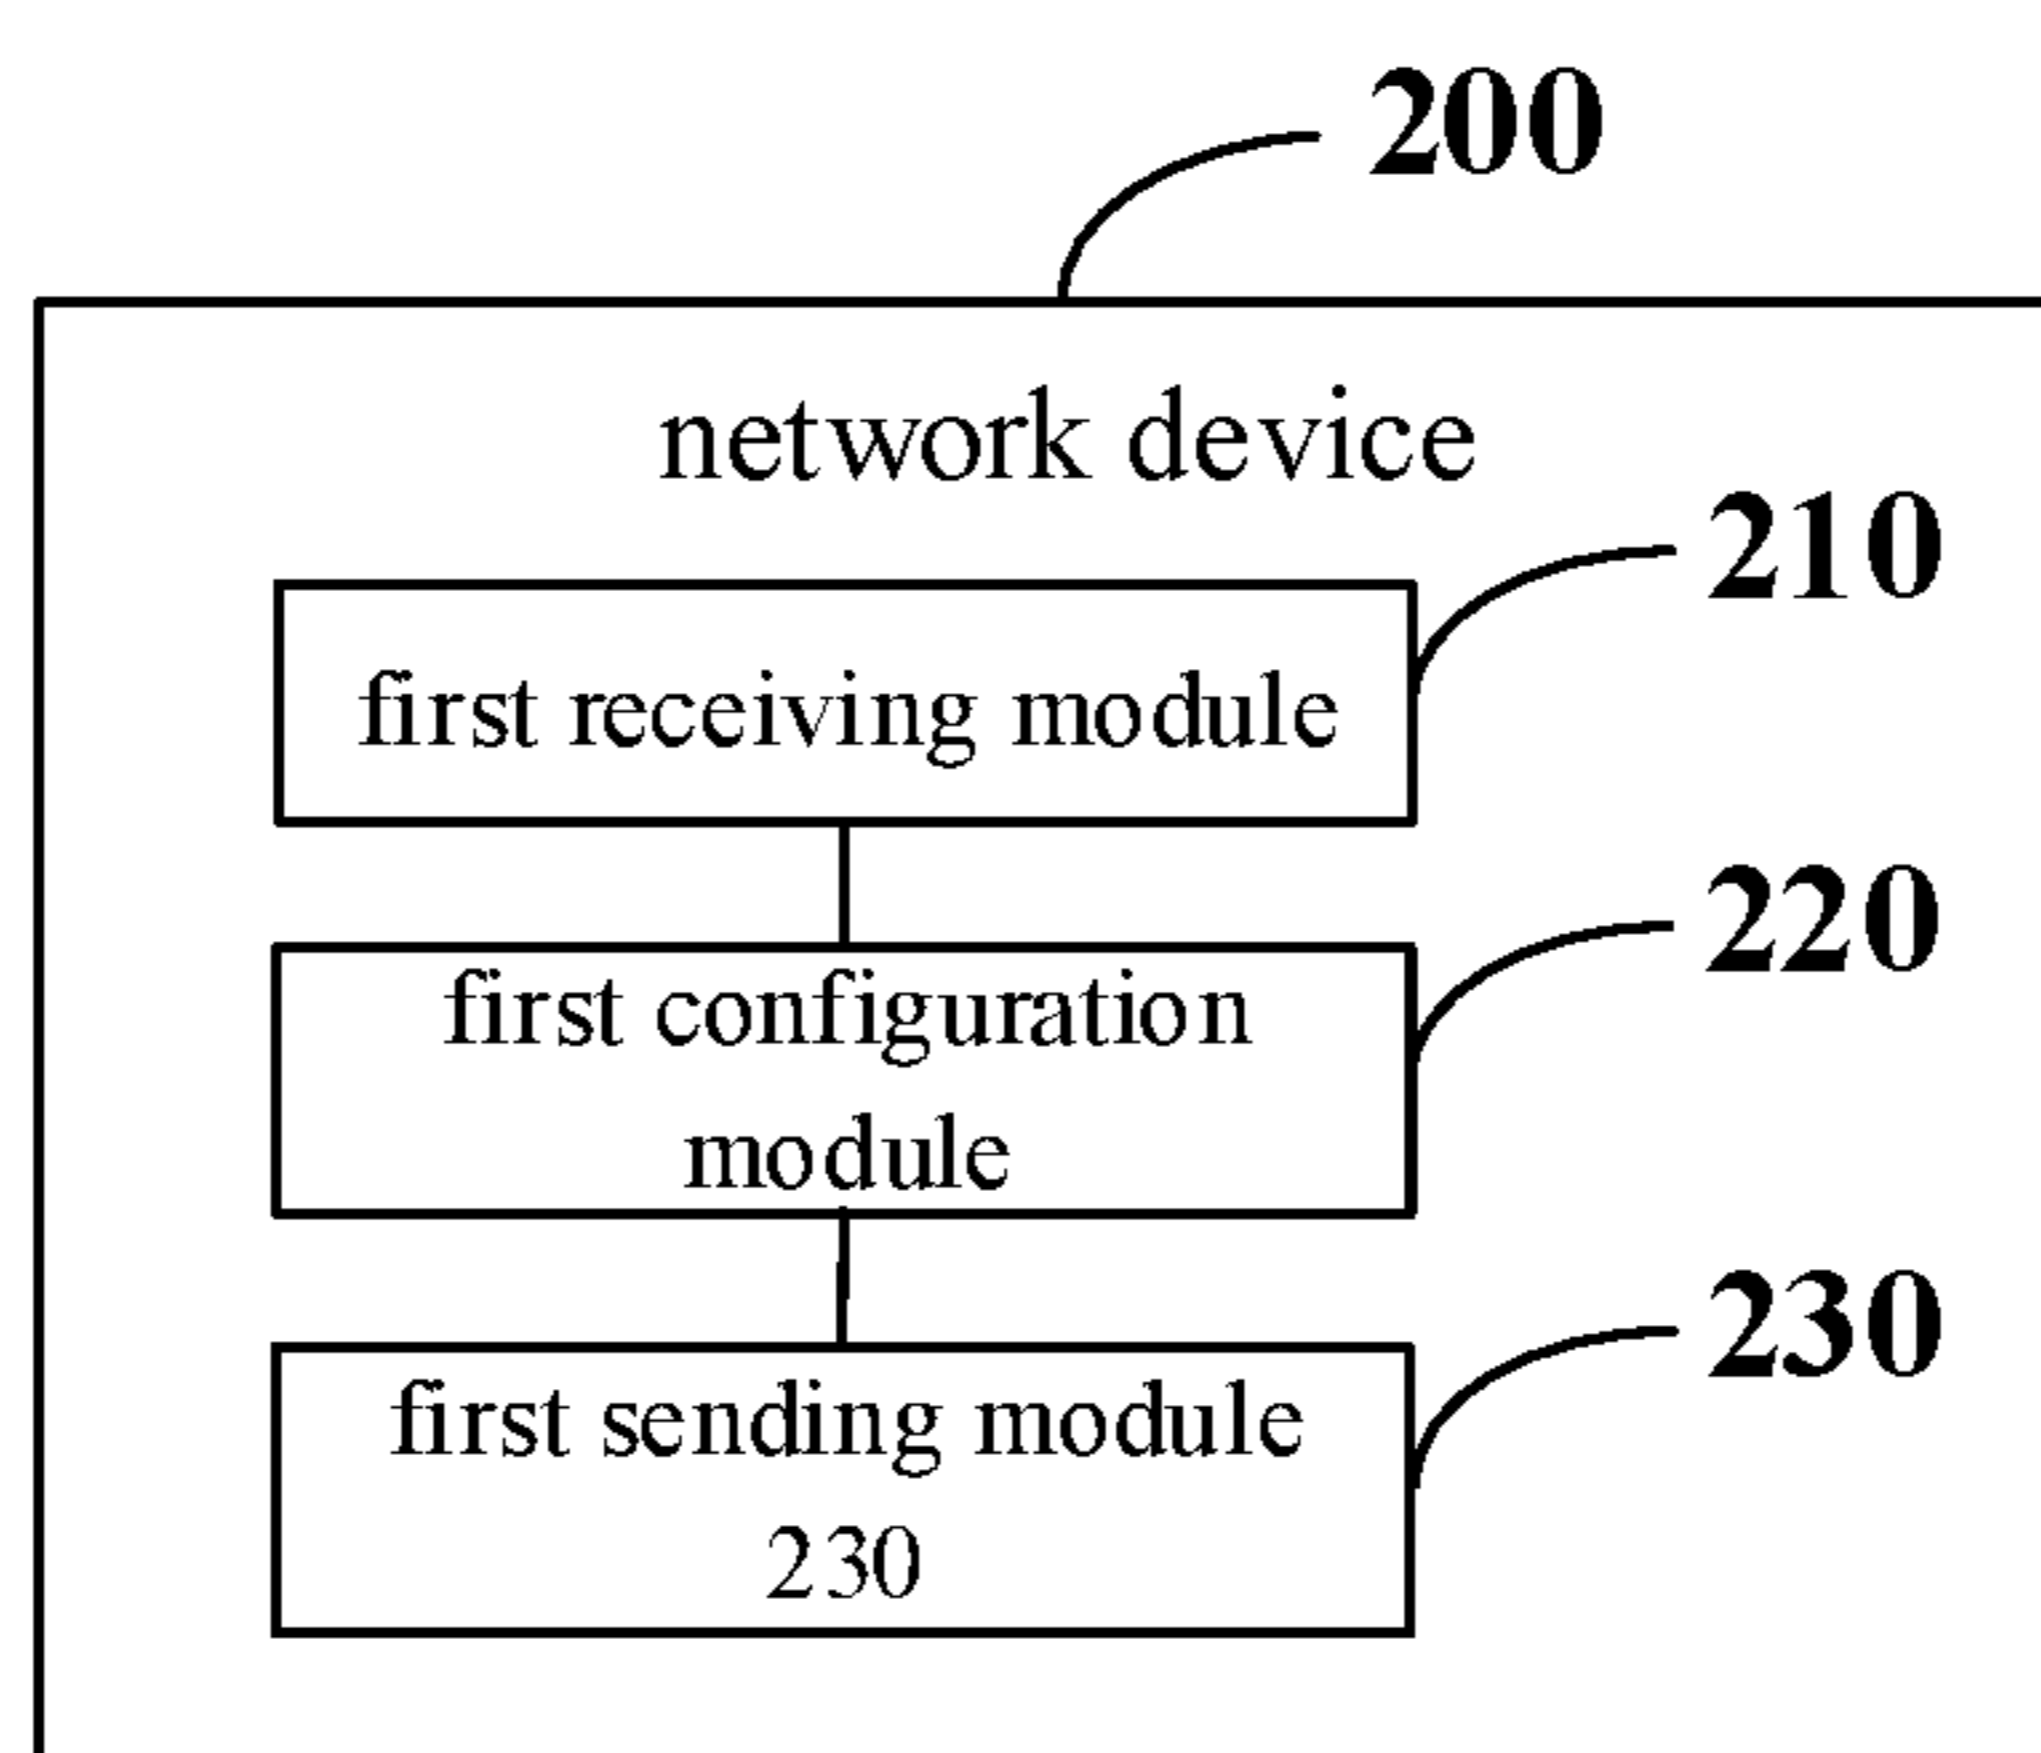 200
network device
210
first receiving module
220
first configuration
module
230
first sending module
230